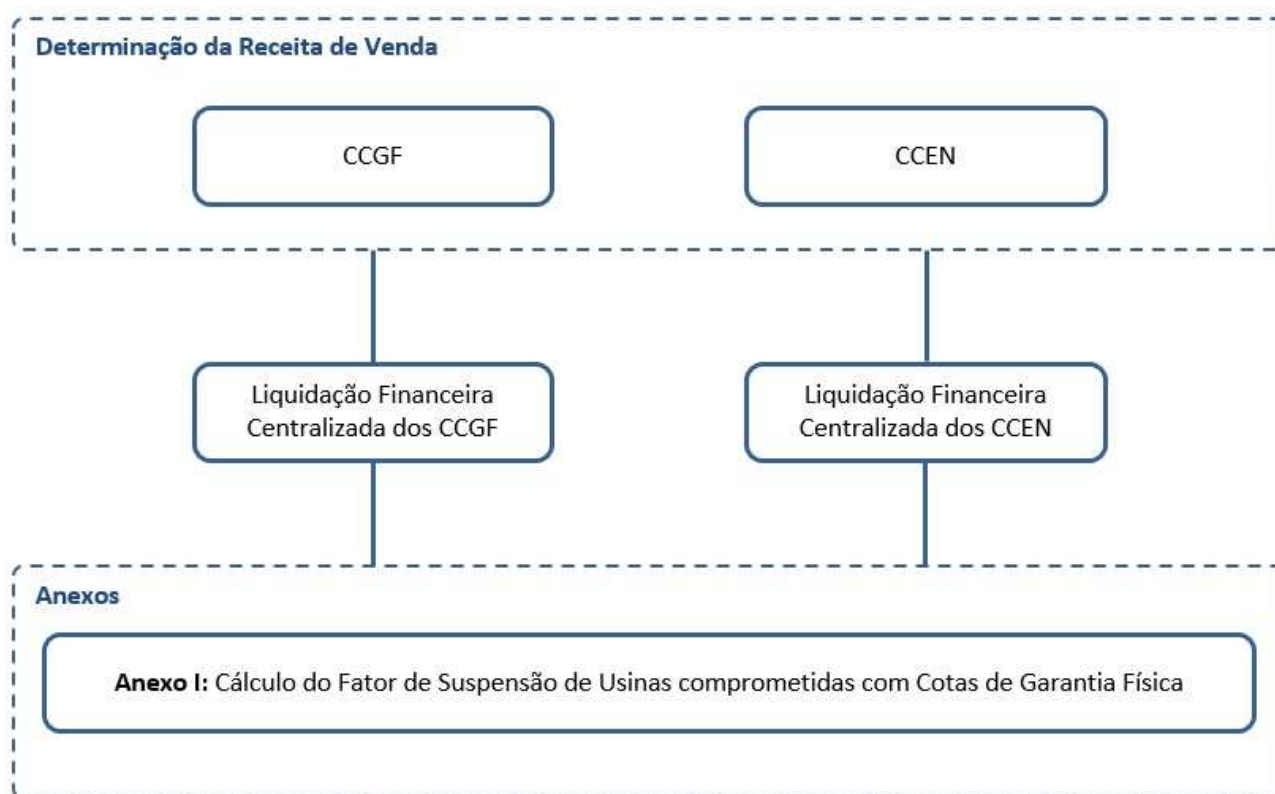 Determinação da Receita de Venda
CCGF
CCEN
Liquidação Financeira
Centralizada dos CCGF
Liquidação Financeira
Centralizada dos CCEN
Anexos
Anexo I: Cálculo do Fator de Suspensão de Usinas comprometidas com Cotas de Garantia Física